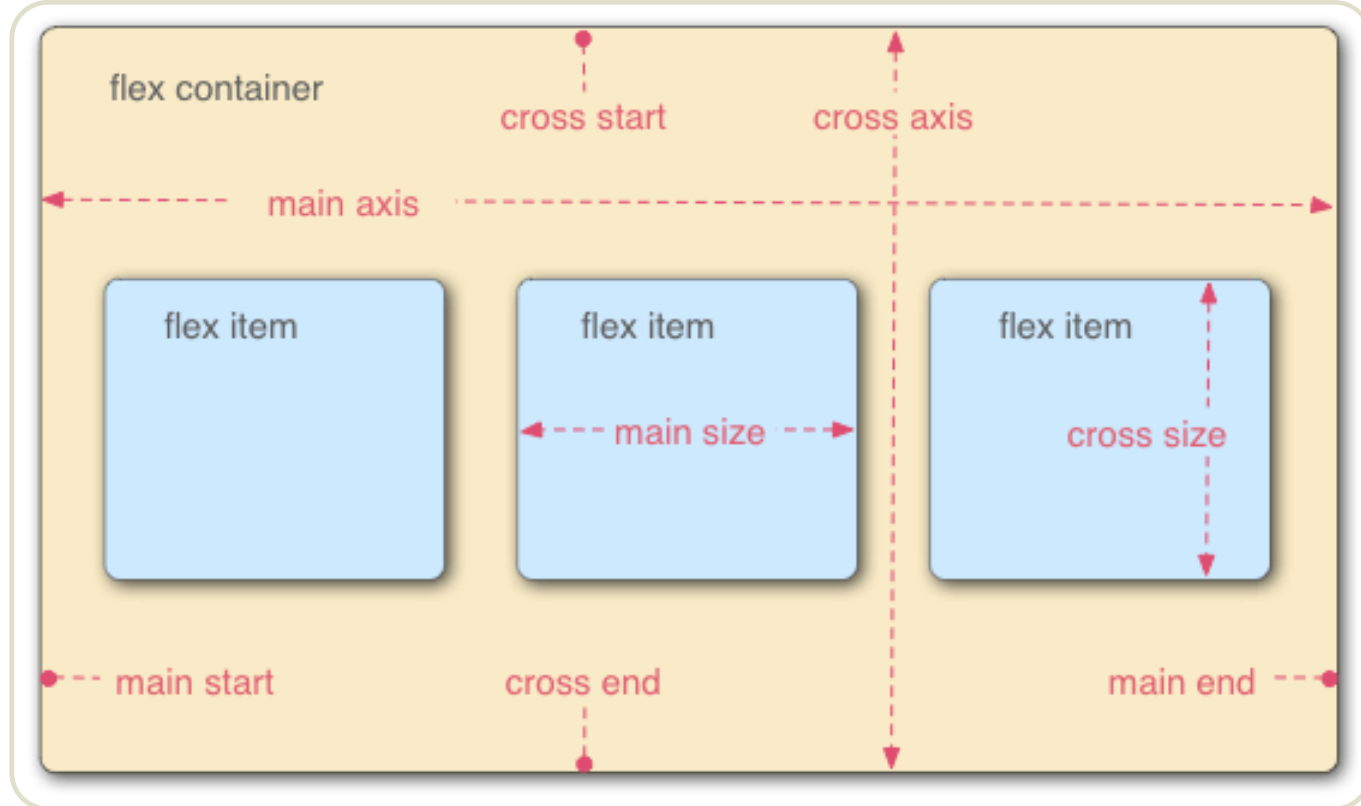 flex container
cross start
cross axis
main axis
flex item
flex item
flex item
main size
cross size
main start
cross end
main end